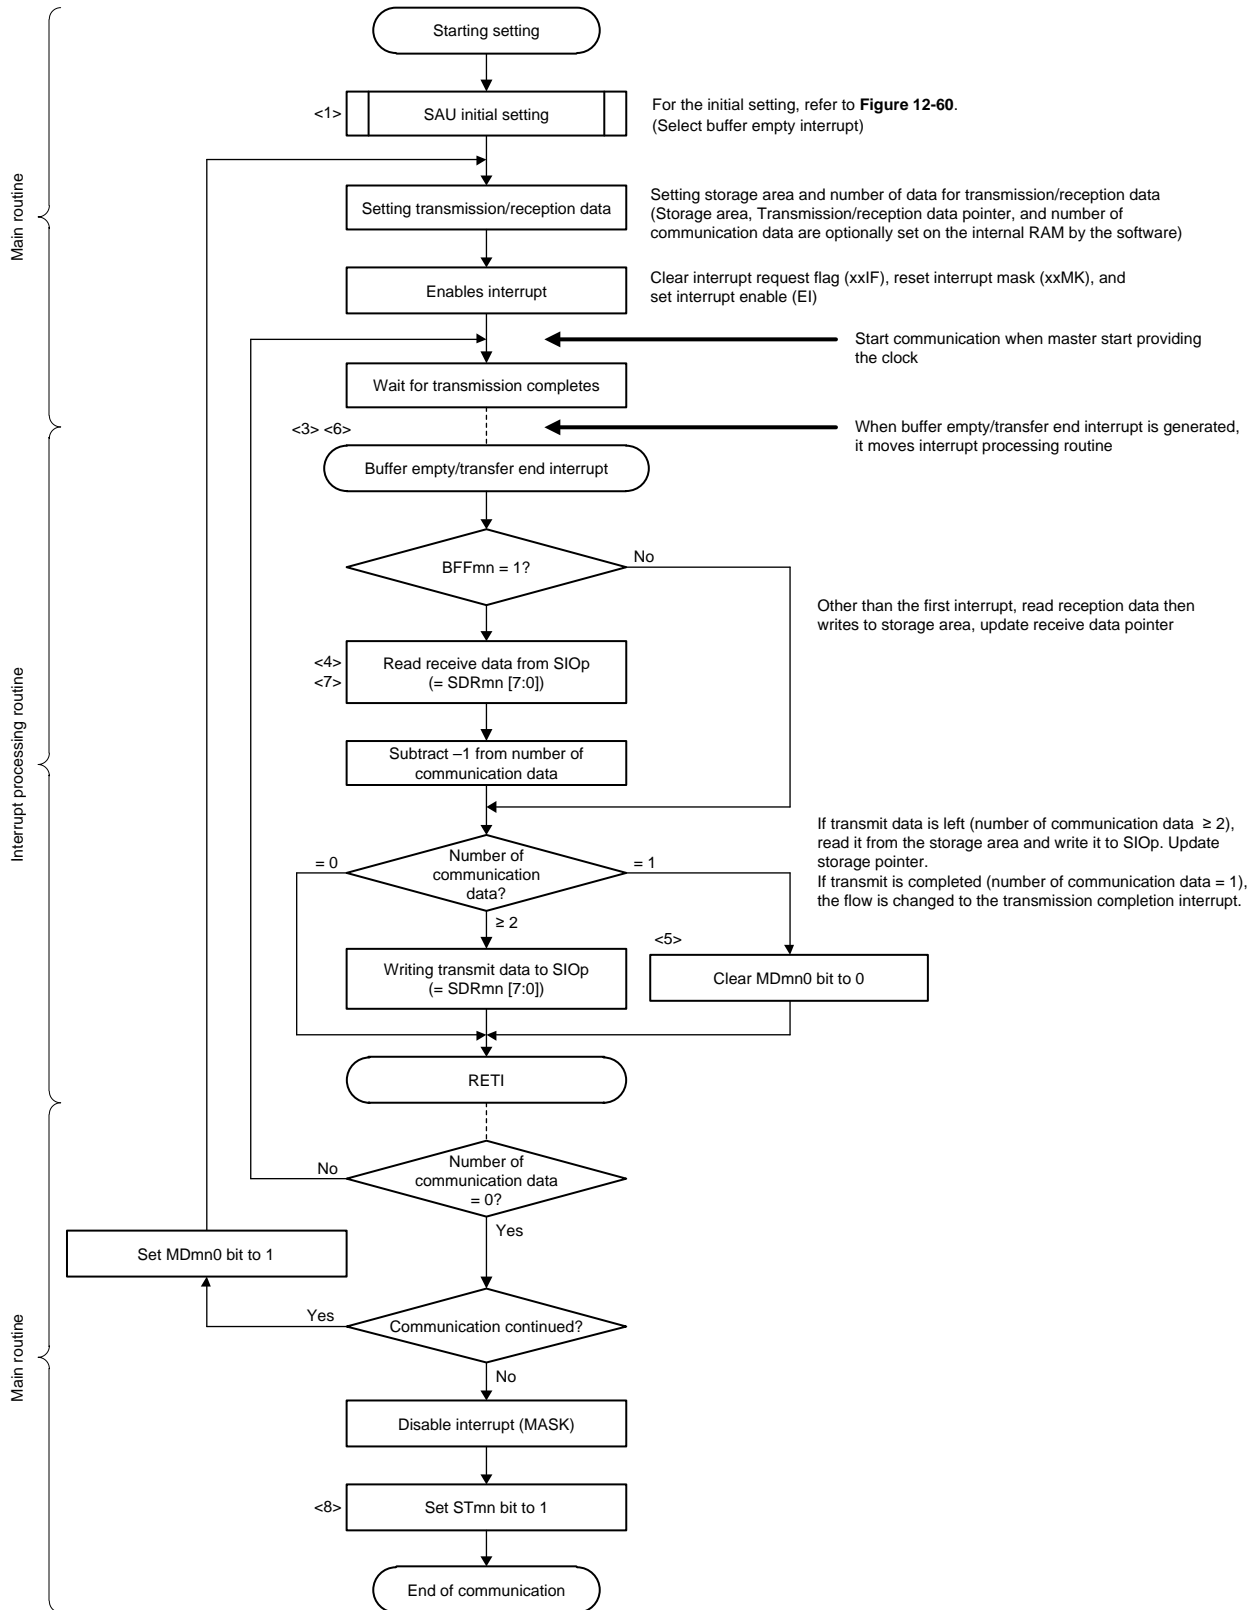 Starting setting
<1>
SAU initial setting
For the initial setting, refer to Figure 12-60.
(Select buffer empty interrupt)
Main routine
Setting transmission/reception data
Setting storage area and number of data for transmission/reception data
(Storage area, Transmission/reception data pointer, and number of
communication data are optionally set on the internal RAM by the software)
Enables interrupt
Clear interrupt request flag (xxIF), reset interrupt mask (xxMK), and
set interrupt enable (EI)
Start communication when master start providing
the clock
Wait for transmission completes
<3> <6>
When buffer empty/transfer end interrupt is generated,
it moves interrupt processing routine
Buffer empty/transfer end interrupt
Interrupt processing routine
BFFmn = 1?
No
Other than the first interrupt, read reception data then
writes to storage area, update receive data pointer
<4>
<7>
Read receive data from SIOp
(= SDRmn [7:0])
Subtract –1 from number of
communication data
If transmit data is left (number of communication data ≥ 2),
read it from the storage area and write it to SIOp. Update
storage pointer.
If transmit is completed (number of communication data = 1),
the flow is changed to the transmission completion interrupt.
= 0
Number of
communication
data?
= 1
≥ 2
<5>
Writing transmit data to SIOp
(= SDRmn [7:0])
Clear MDmn0 bit to 0
RETI
Main routine
No
Number of
communication data
= 0?
Yes
Set MDmn0 bit to 1
Yes
Communication continued?
No
Disable interrupt (MASK)
<8>
Set STmn bit to 1
End of communication